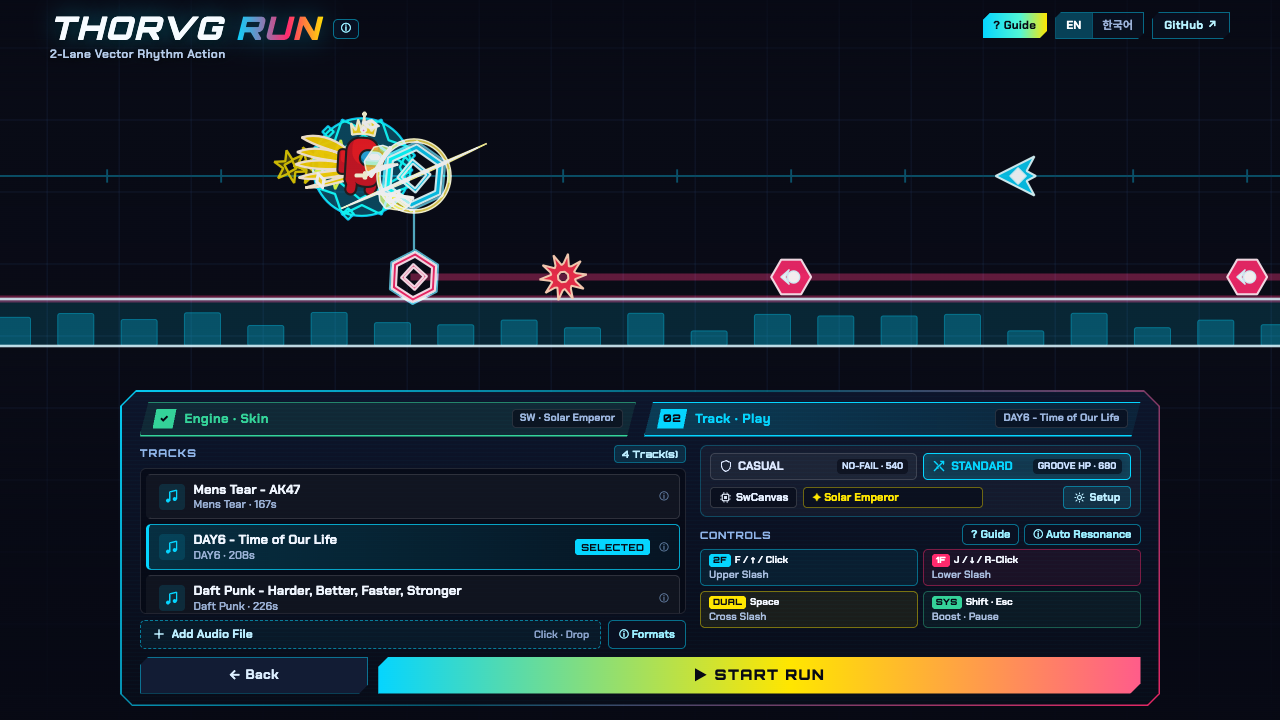 THORVG RUN
2-Lane Vector Rhythm Action
? Guide
EN
한국어
GitHub ↗
Engine · Skin
SW · Solar Emperor
02
Track · Play
DAY6 - Time of Our Life
TRACKS
4 Track(s)
Mens Tear - AK47
Mens Tear · 167s
DAY6 - Time of Our Life
DAY6 · 208s
SELECTED
Daft Punk - Harder, Better, Faster, Stronger
Daft Punk · 226s
+ Add Audio File
Click · Drop
ⓘ Formats
CASUAL
NO-FAIL · 540
STANDARD
GROOVE HP · 680
SwCanvas
✦ Solar Emperor
Setup
CONTROLS
? Guide
ⓘ Auto Resonance
2F F / ↑ / Click
Upper Slash
1F J / ↓ / R-Click
Lower Slash
DUAL Space
Cross Slash
SYS Shift · Esc
Boost · Pause
← Back
▶ START RUN